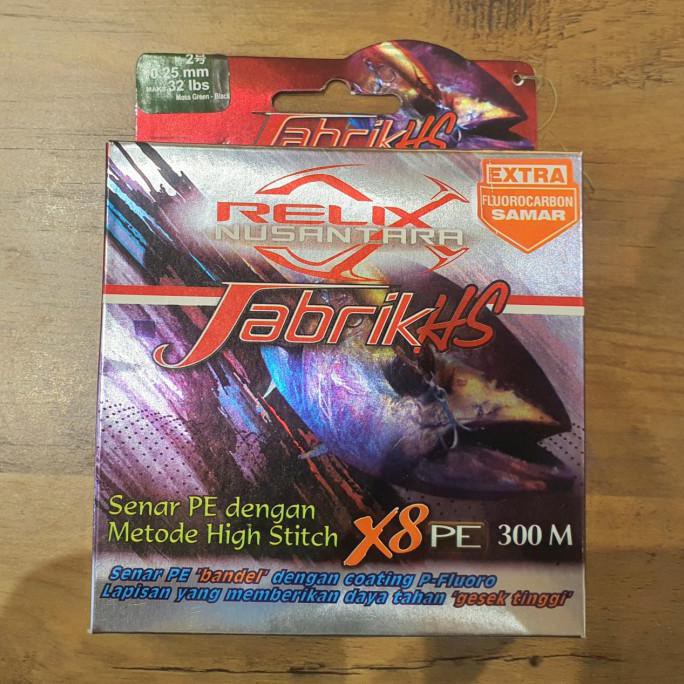 2号
0.25 mm
MAKS 32 lbs
Moss Green - Black
JabrikHS
RELIX
NUSANTARA
EXTRA
FLUOROCARBON
SAMAR
Jabrik.HS
Senar PE dengan
Metode High Stitch
X8 PE 300 M
Senar PE 'bandel' dengan coating P-Fluoro
Lapisan yang memberikan daya tahan 'gesek tinggi'